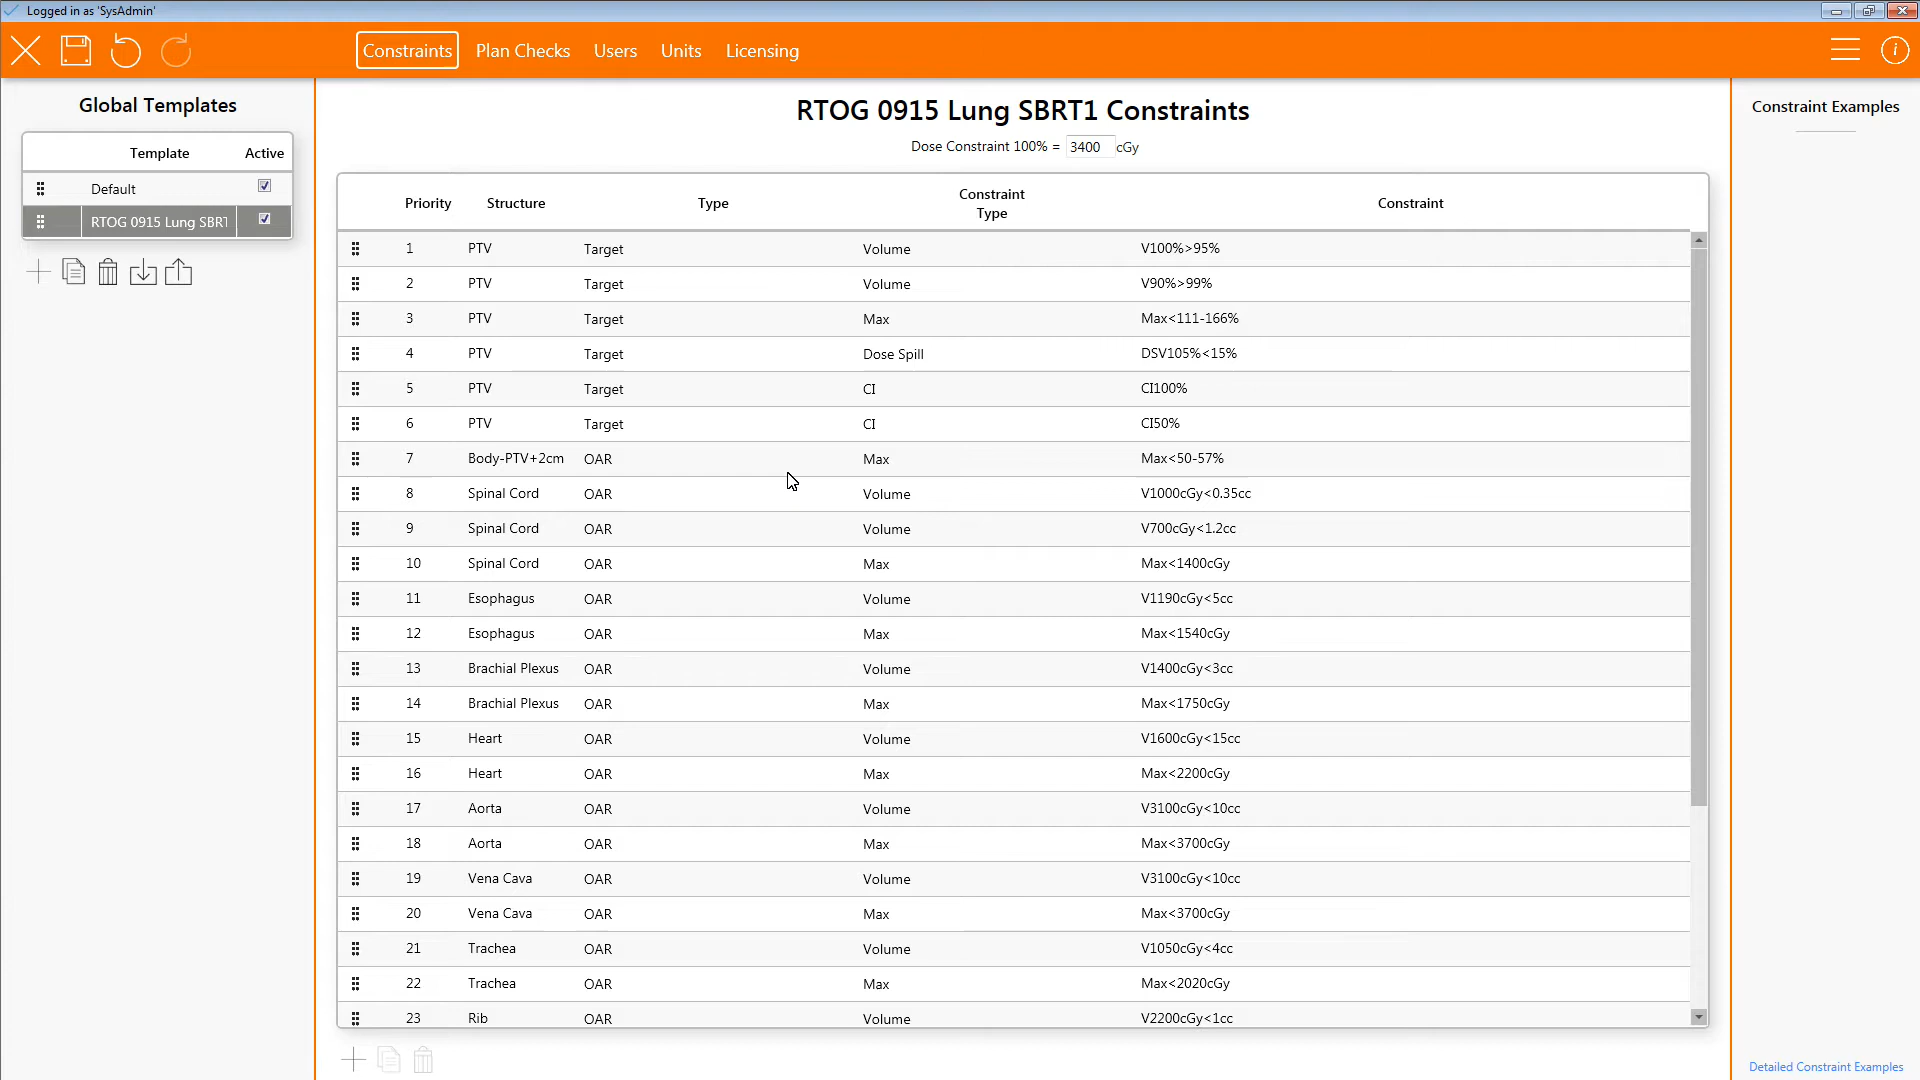 Logged in as 'SysAdmin'
Constraints Plan Checks Users Units Licensing
Global Templates
Template Active
Default
RTOG 0915 Lung SBRT
RTOG 0915 Lung SBRT1 Constraints
Dose Constraint 100% = 3400 cGy
Priority Structure Type Constraint Type Constraint
1 PTV Target Volume V100%>95%
2 PTV Target Volume V90%>99%
3 PTV Target Max Max<111-166%
4 PTV Target Dose Spill DSV105%<15%
5 PTV Target CI CI100%
6 PTV Target CI CI50%
7 Body-PTV+2cm OAR Max Max<50-57%
8 Spinal Cord OAR Volume V1000cGy<0.35cc
9 Spinal Cord OAR Volume V700cGy<1.2cc
10 Spinal Cord OAR Max Max<1400cGy
11 Esophagus OAR Volume V1190cGy<5cc
12 Esophagus OAR Max Max<1540cGy
13 Brachial Plexus OAR Volume V1400cGy<3cc
14 Brachial Plexus OAR Max Max<1750cGy
15 Heart OAR Volume V1600cGy<15cc
16 Heart OAR Max Max<2200cGy
17 Aorta OAR Volume V3100cGy<10cc
18 Aorta OAR Max Max<3700cGy
19 Vena Cava OAR Volume V3100cGy<10cc
20 Vena Cava OAR Max Max<3700cGy
21 Trachea OAR Volume V1050cGy<4cc
22 Trachea OAR Max Max<2020cGy
23 Rib OAR Volume V2200cGy<1cc
Constraint Examples
Detailed Constraint Examples